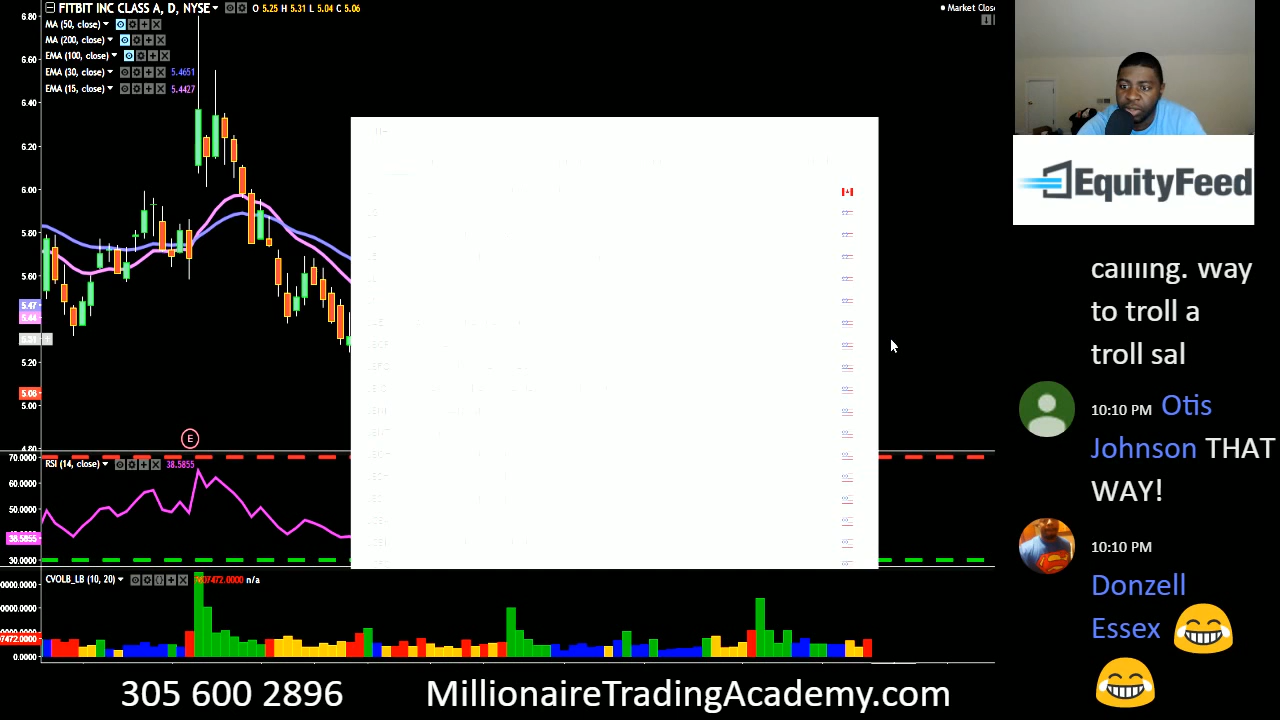 FITBIT INC CLASS A, D, NYSE
O 5.25 H 5.31 L 5.04 C 5.06
Market Clos
MA (50, close)
MA (200, close)
EMA (100, close)
EMA (30, close) 5.4651
EMA (15, close) 5.4427
6.80
6.60
6.40
6.20
6.00
5.80
5.60
5.47
5.44
5.20
5.08
5.00
4.80
E
RSI (14, close) 38.5855
70.0000
60.0000
50.0000
38.5855
30.0000
CVOLB_LB (10, 20) n/a
0.0000
305 600 2896
MillionaireTradingAcademy.com
EquityFeed
calling. Way
to troll a
troll sal
10:10 PM Otis
Johnson THAT
WAY!
10:10 PM
Donzell
Essex 😂
😂